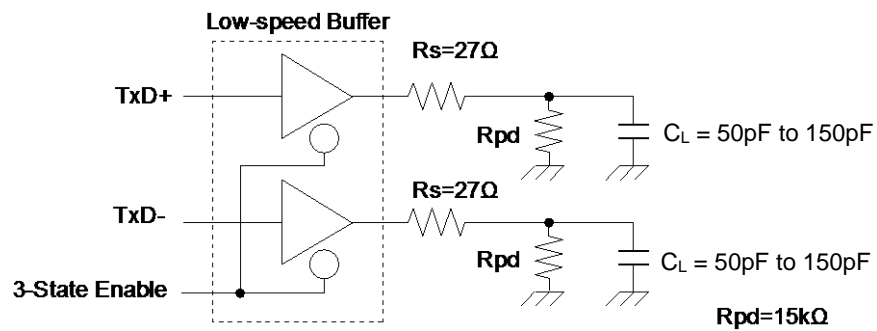 Low-speed Buffer
Rs=27Ω
TxD+
Rpd
CL = 50pF to 150pF
Rs=27Ω
TxD-
Rpd
CL = 50pF to 150pF
3-State Enable
Rpd=15kΩ